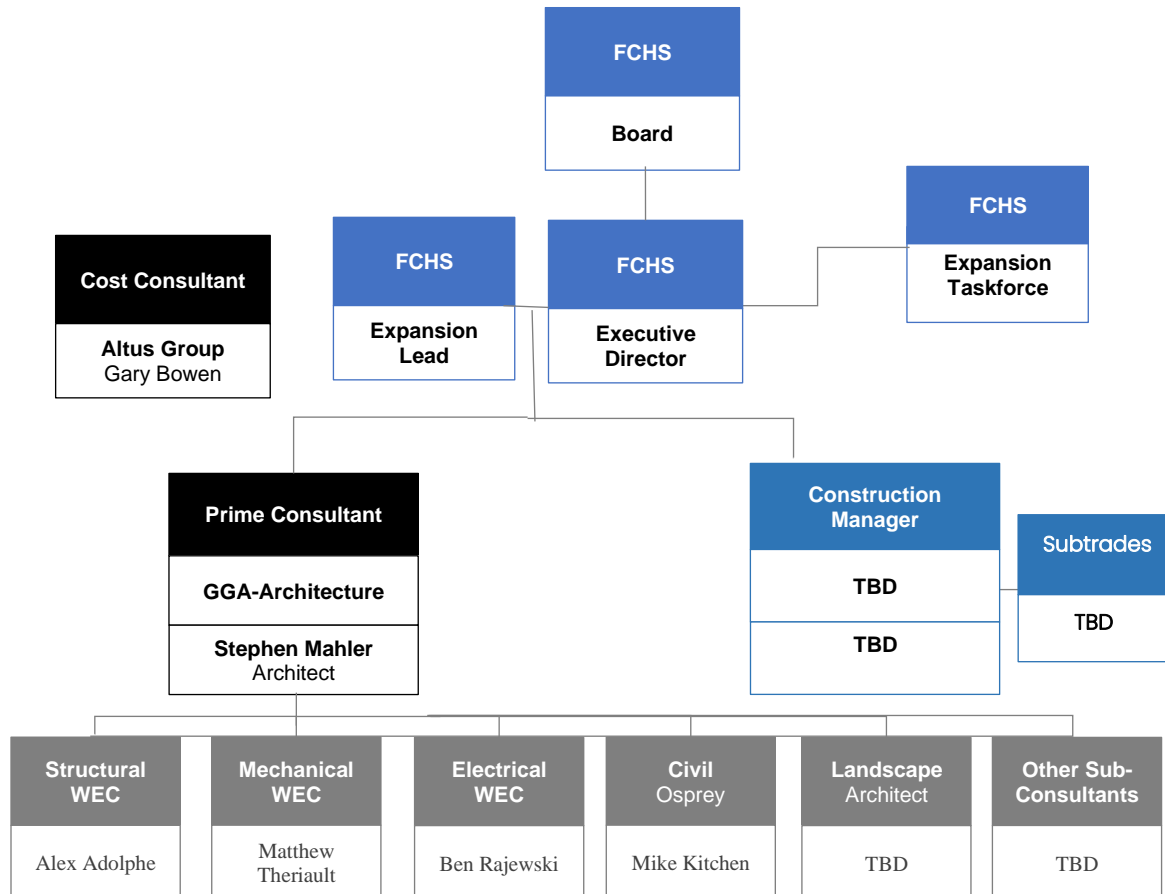 FCHS
Board
FCHS
Expansion
Taskforce
FCHS
Expansion
Lead
FCHS
Executive
Director
Cost Consultant
Altus Group
Gary Bowen
Prime Consultant
GGA-Architecture
Stephen Mahler
Architect
Construction
Manager
TBD
TBD
Subtrades
TBD
Structural
WEC
Alex Adolphe
Mechanical
WEC
Matthew
Theriault
Electrical
WEC
Ben Rajewski
Civil
Osprey
Mike Kitchen
Landscape
Architect
TBD
Other Sub-
Consultants
TBD